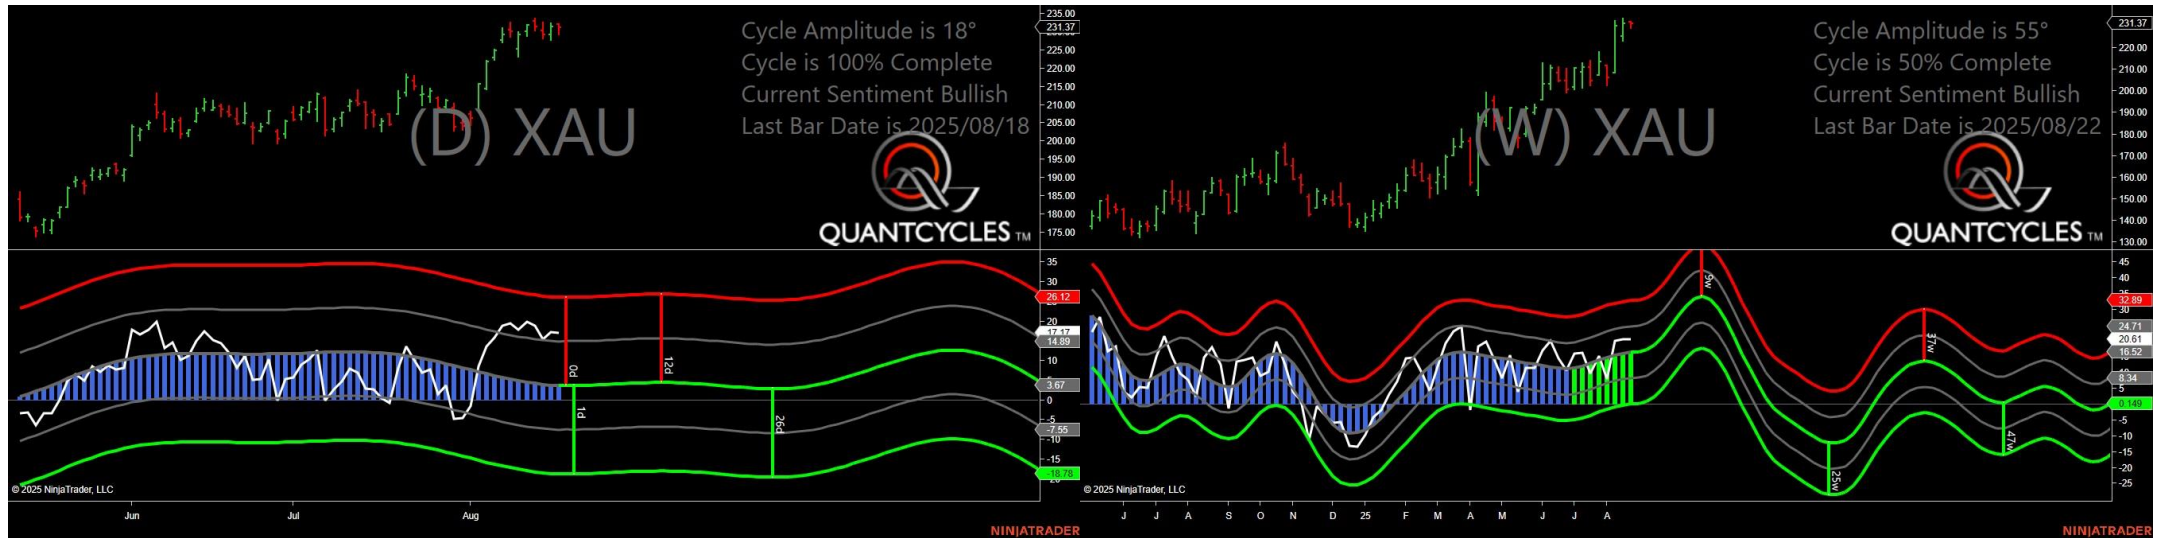 Cycle Amplitude is 18°
Cycle is 100% Complete
Current Sentiment Bullish
Last Bar Date is 2025/08/18
(D) XAU
QUANTCYCLES TM
235.00
231.37
225.00
220.00
215.00
210.00
205.00
200.00
195.00
190.00
185.00
180.00
175.00
35
26.12
20
17.17
14.89
10
3.67
0
-5
-7.55
-10
-15
-18.78
0d
1d
12d
26d
© 2025 NinjaTrader, LLC
Jun
Jul
Aug
NINJATRADER
Cycle Amplitude is 55°
Cycle is 50% Complete
Current Sentiment Bullish
Last Bar Date is 2025/08/22
(W) XAU
QUANTCYCLES TM
231.37
220.00
210.00
200.00
190.00
180.00
170.00
160.00
150.00
140.00
130.00
45
40
32.89
24.71
20.61
16.52
8.34
5
0.149
-5
-10
-15
-20
-25
9w
25w
37w
47w
© 2025 NinjaTrader, LLC
J
J
A
S
O
N
D
25
F
M
A
M
J
J
A
NINJATRADER